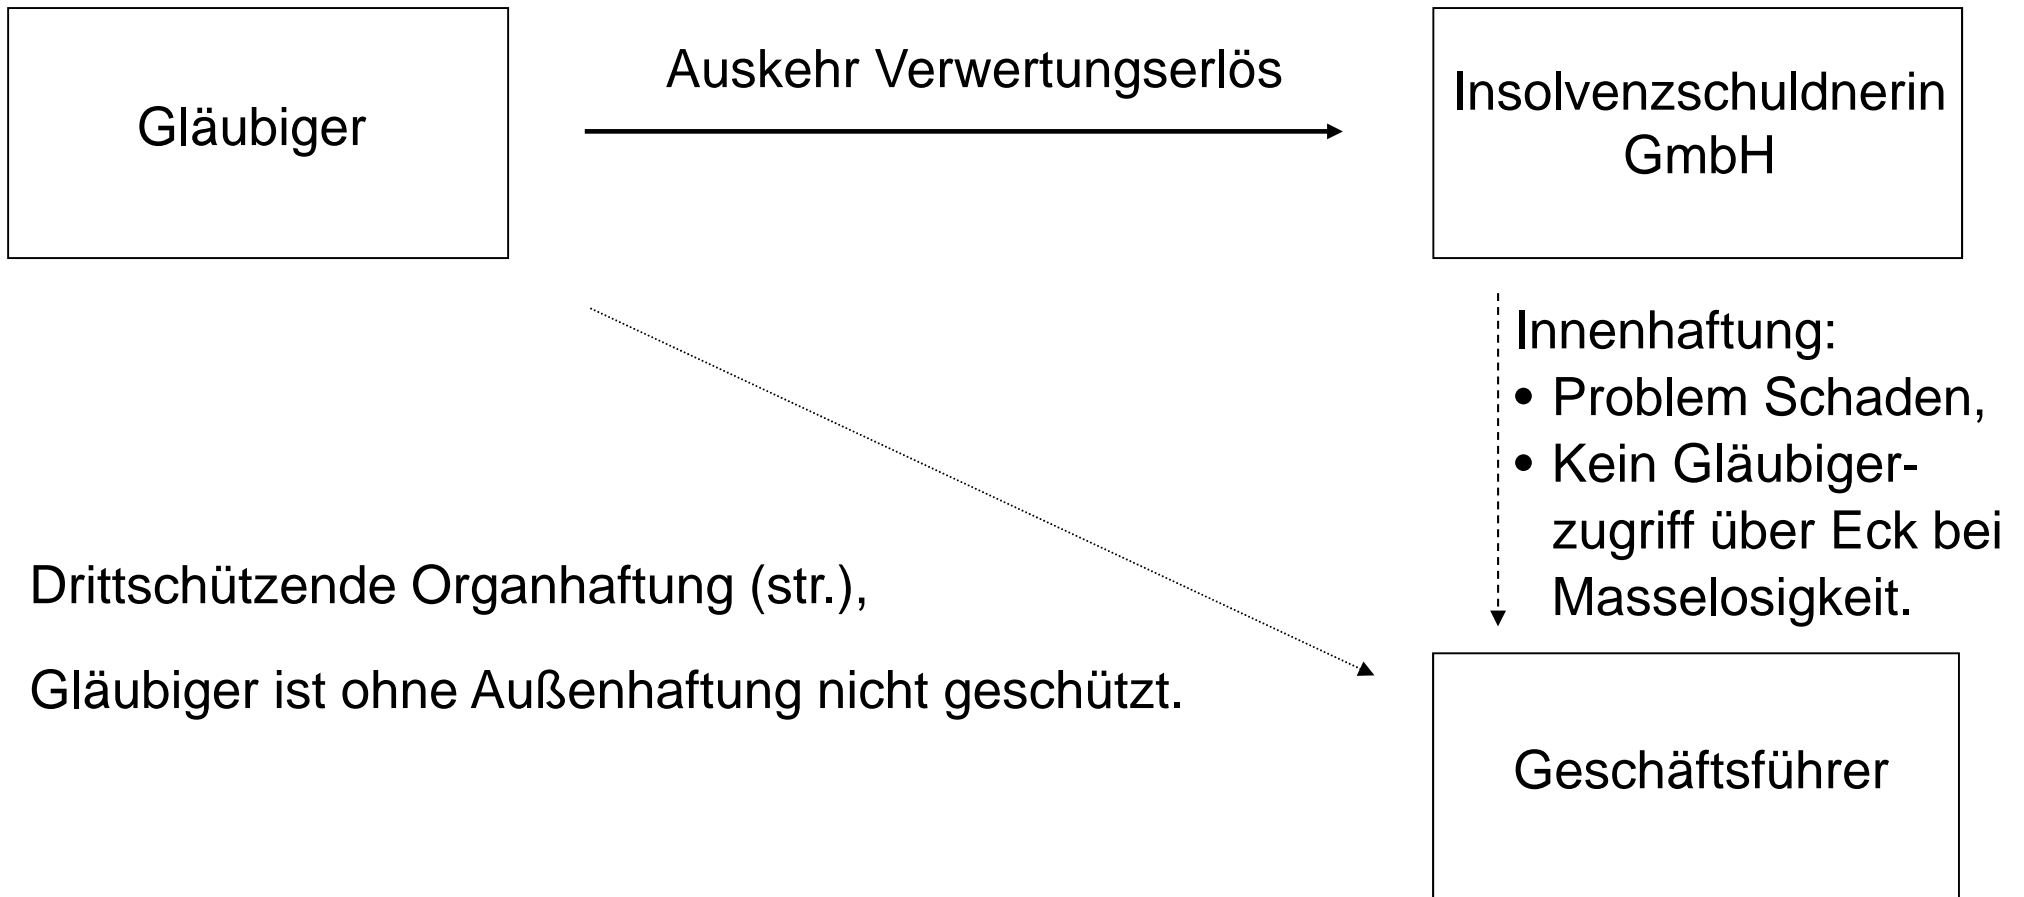 Gläubiger
Auskehr Verwertungserlös
Insolvenzschuldnerin
GmbH
Innenhaftung:
• Problem Schaden,
• Kein Gläubiger-
zugriff über Eck bei
Masselosigkeit.
Drittschützende Organhaftung (str.),
Gläubiger ist ohne Außenhaftung nicht geschützt.
Geschäftsführer